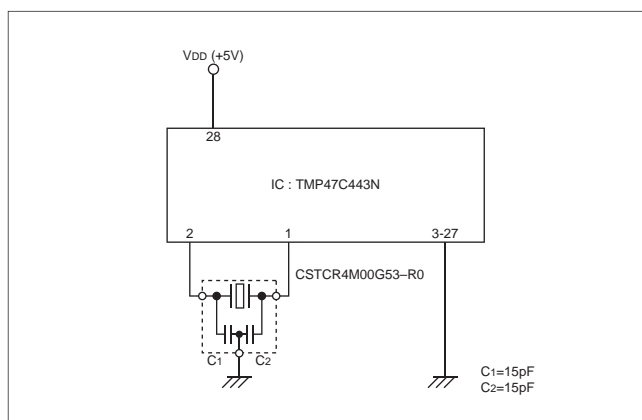 VDD (+5V)
28
IC : TMP47C443N
2 1 3-27
CSTCR4M00G53–R0
C1 C2
C1=15pF
C2=15pF